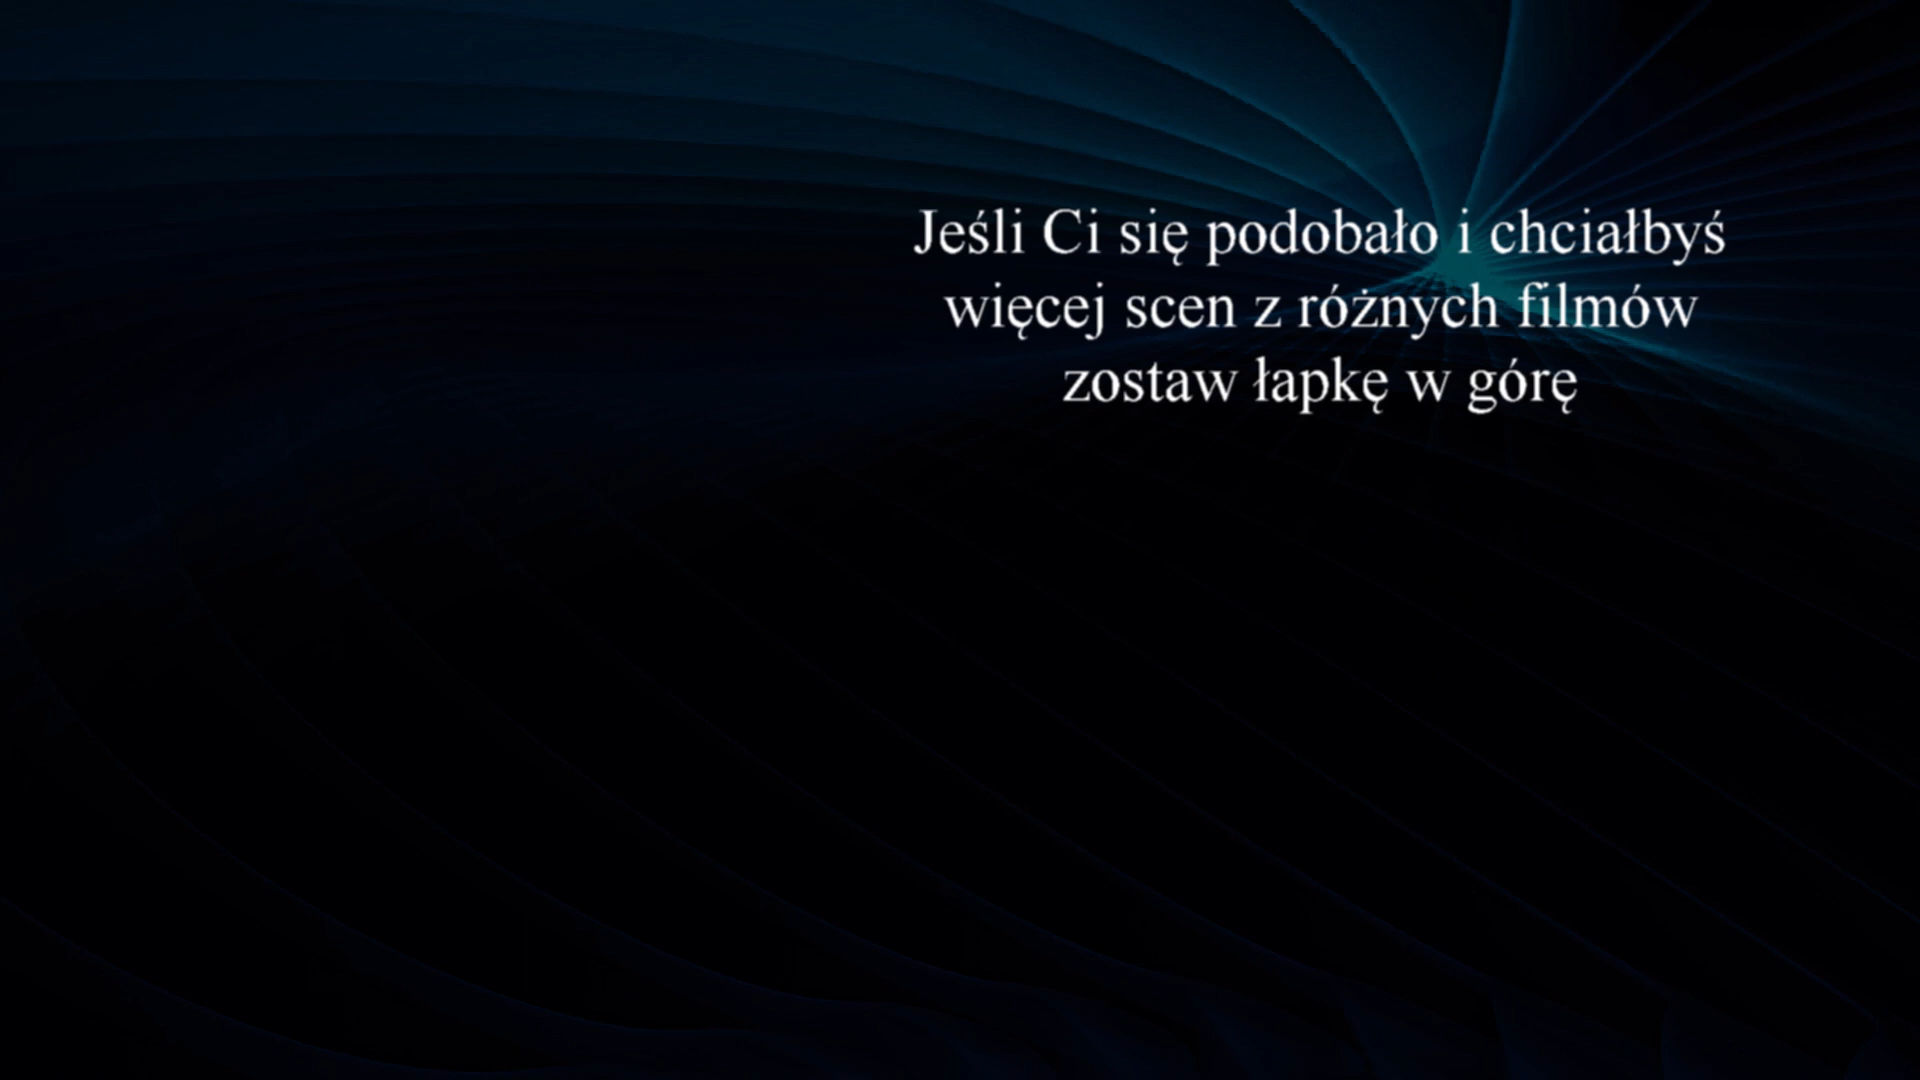 Jeśli Ci się podobało i chciałbyś
więcej scen z różnych filmów
zostaw łapkę w górę